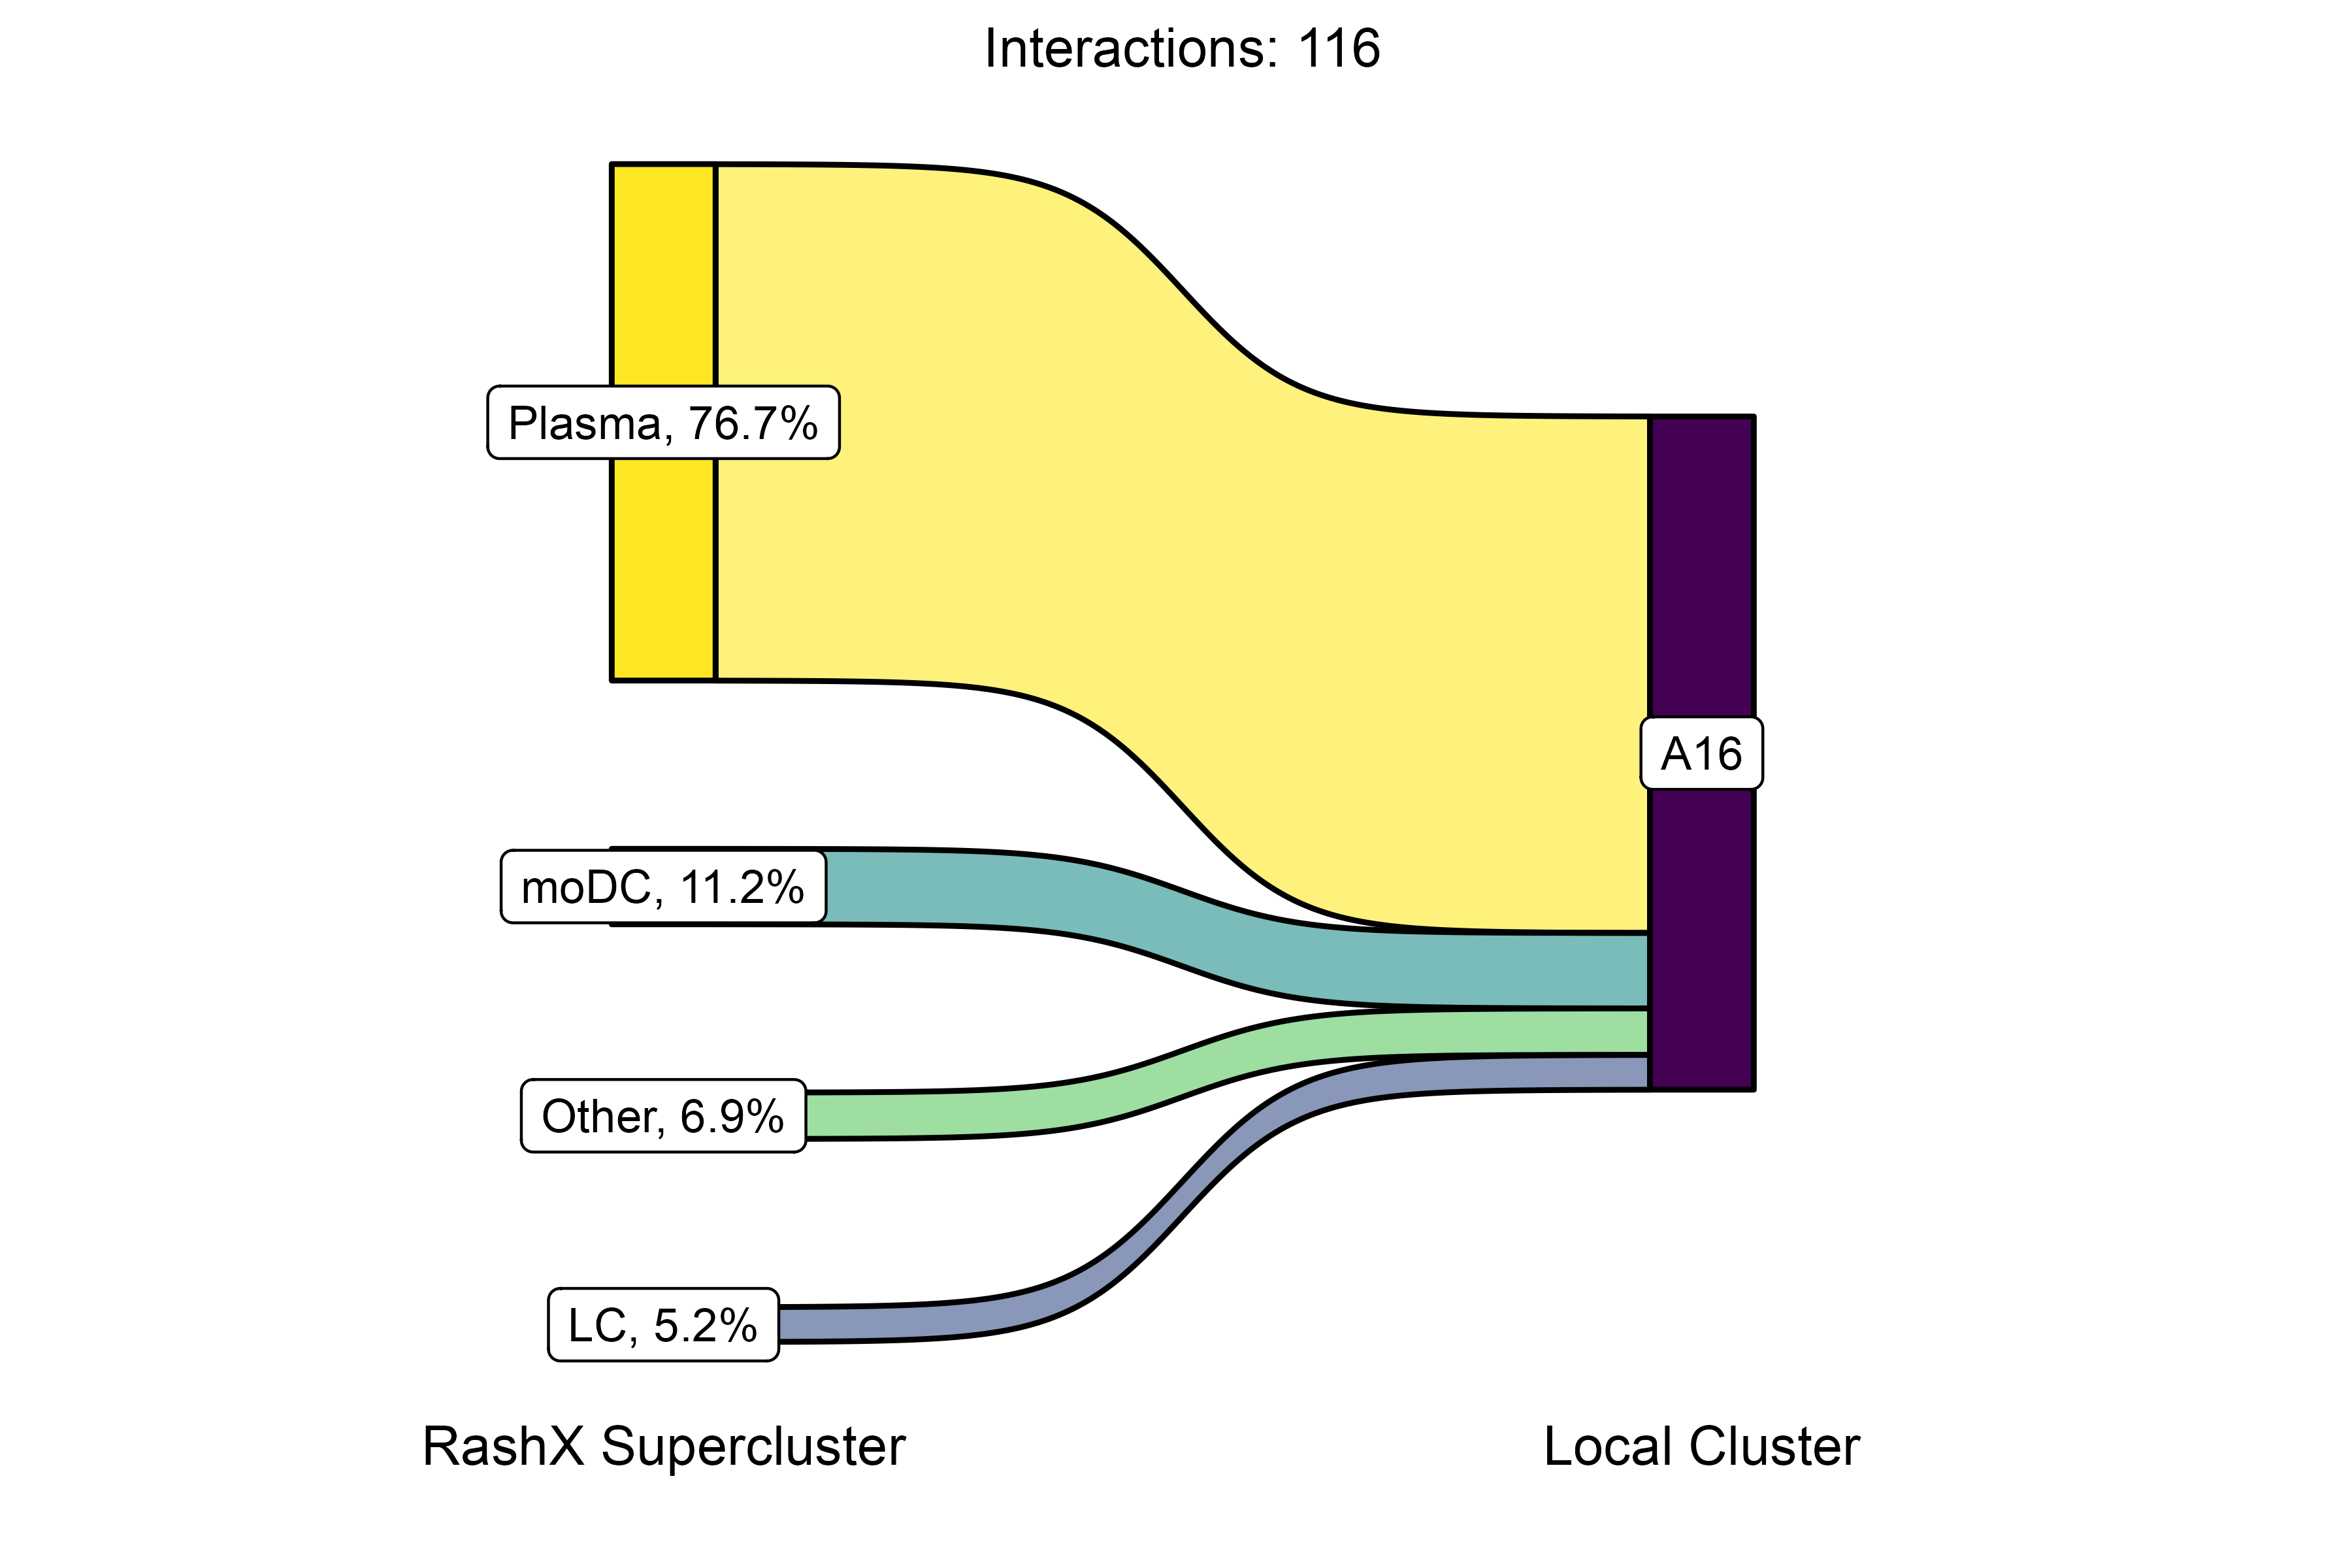 Interactions: 116
Plasma, 76.7%
A16
moDC, 11.2%
Other, 6.9%
LC, 5.2%
RashX Supercluster
Local Cluster